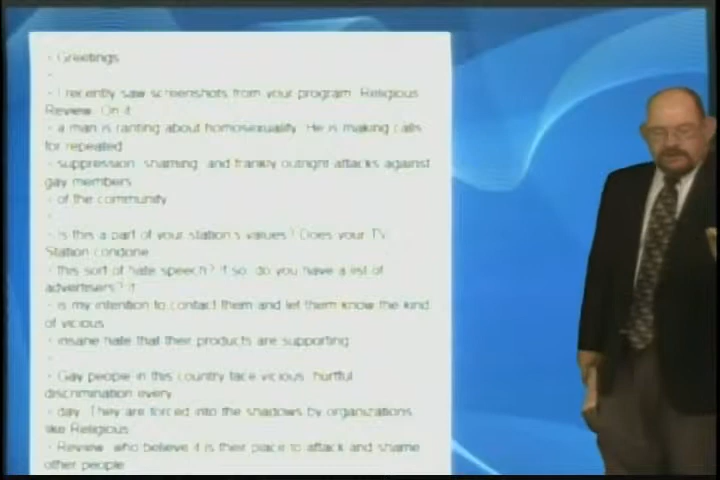 - Greetings
-
- I recently saw screenshots from your program, Religious
Review. On it
- a man is ranting about homosexuality. He is making calls
for repeated
- suppression, shaming, and frankly outright attacks against
gay members
- of the community
-
- Is this a part of your station's values? Does your TV
Station condone
- this sort of hate speech? If so, do you have a list of
advertisers? It
- is my intention to contact them and let them know the kind
of vicious
- insane hate that their products are supporting
-
- Gay people in this country face vicious, hurtful
discrimination every
- day. They are forced into the shadows by organizations
like Religious
- Review, who believe it is their place to attack and shame
other people